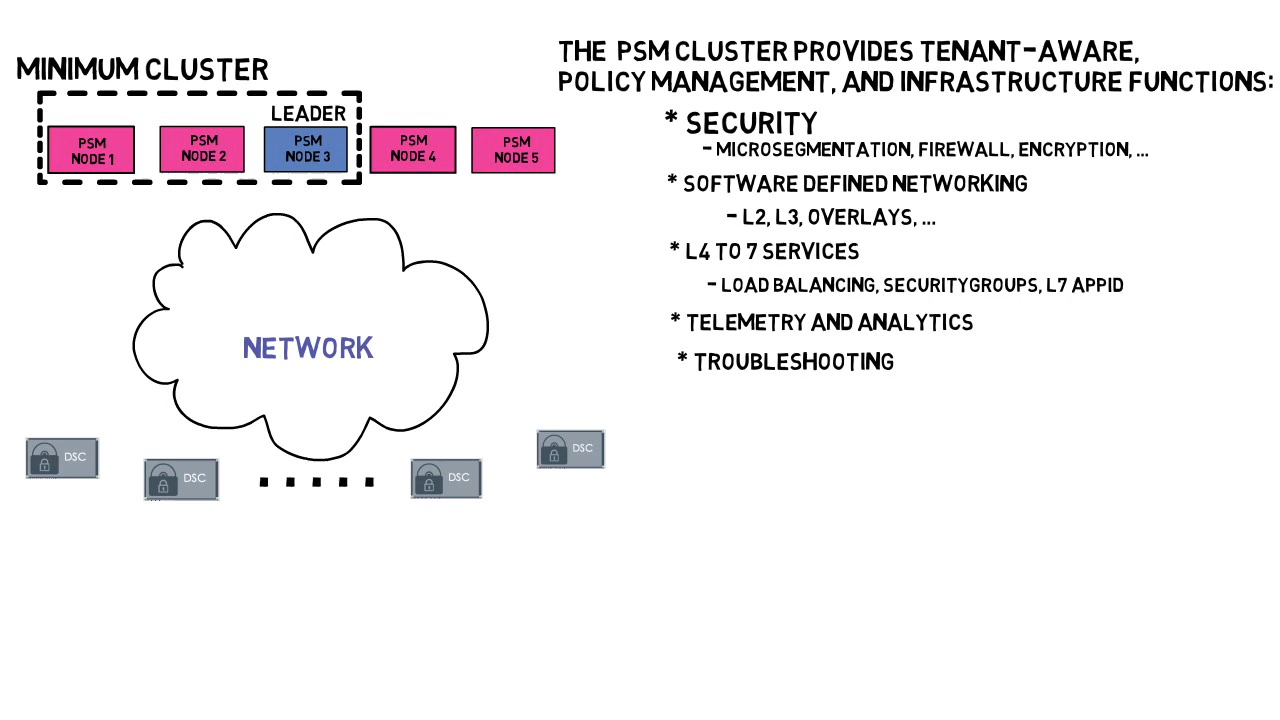 MINIMUM CLUSTER
LEADER
PSM
NODE 1
PSM
NODE 2
PSM
NODE 3
PSM
NODE 4
PSM
NODE 5
NETWORK
DSC
DSC
DSC
DSC
THE PSM CLUSTER PROVIDES TENANT-AWARE,
POLICY MANAGEMENT, AND INFRASTRUCTURE FUNCTIONS:
* SECURITY
- MICROSEGMENTATION, FIREWALL, ENCRYPTION, ...
* SOFTWARE DEFINED NETWORKING
- L2, L3, OVERLAYS, ...
* L4 TO 7 SERVICES
- LOAD BALANCING, SECURITYGROUPS, L7 APPID
* TELEMETRY AND ANALYTICS
* TROUBLESHOOTING